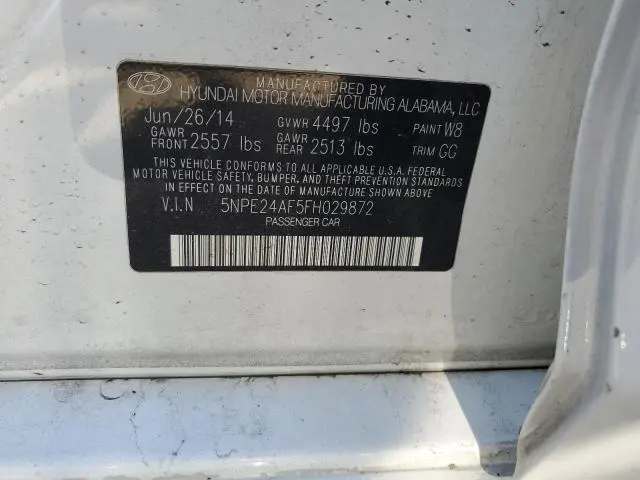 MANUFACTURED BY
HYUNDAI MOTOR MANUFACTURING ALABAMA, LLC
Jun/26/14 GVWR 4497 lbs PAINT W8
GAWR FRONT 2557 lbs GAWR REAR 2513 lbs TRIM GG
THIS VEHICLE CONFORMS TO ALL APPLICABLE U.S.A. FEDERAL
MOTOR VEHICLE SAFETY, BUMPER, AND THEFT PREVENTION STANDARDS
IN EFFECT ON THE DATE OF MANUFACTURE SHOWN ABOVE
V.I.N 5NPE24AF5FH029872
PASSENGER CAR